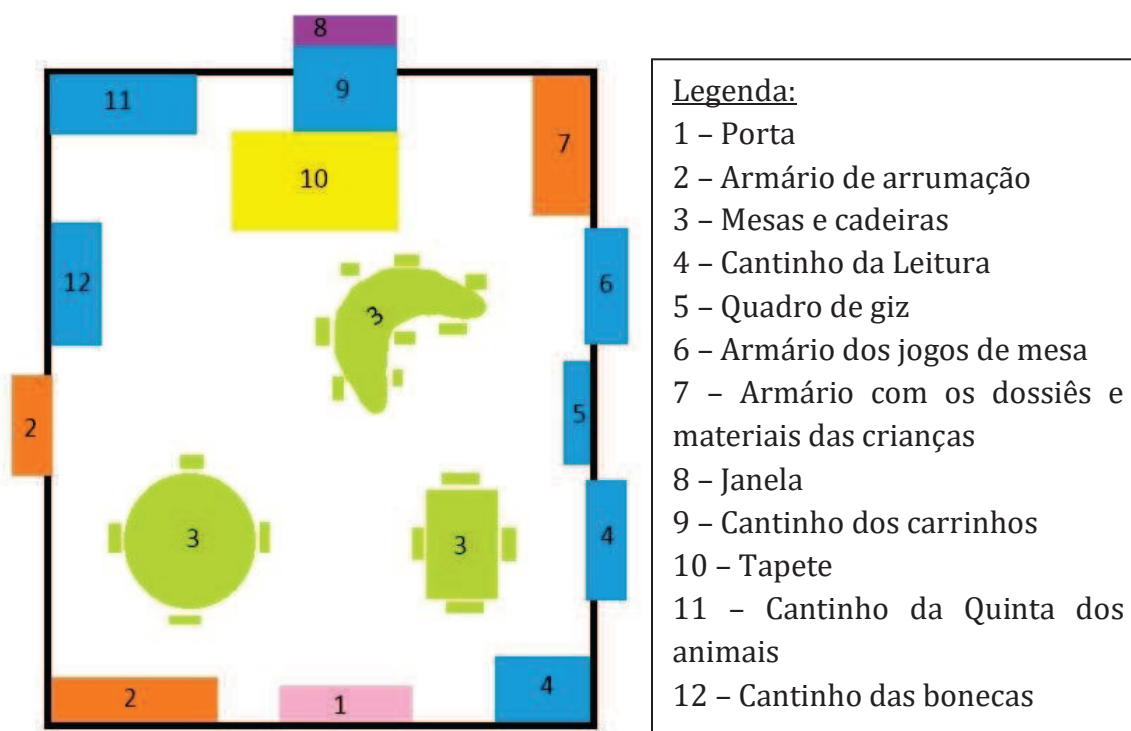 8
11
9
7
10
12
6
3
5
2
3
3
4
2
1
4
Legenda:
1 – Porta
2 – Armário de arrumação
3 – Mesas e cadeiras
4 – Cantinho da Leitura
5 – Quadro de giz
6 – Armário dos jogos de mesa
7 – Armário com os dossiês e
materiais das crianças
8 – Janela
9 – Cantinho dos carrinhos
10 – Tapete
11 – Cantinho da Quinta dos
animais
12 – Cantinho das bonecas